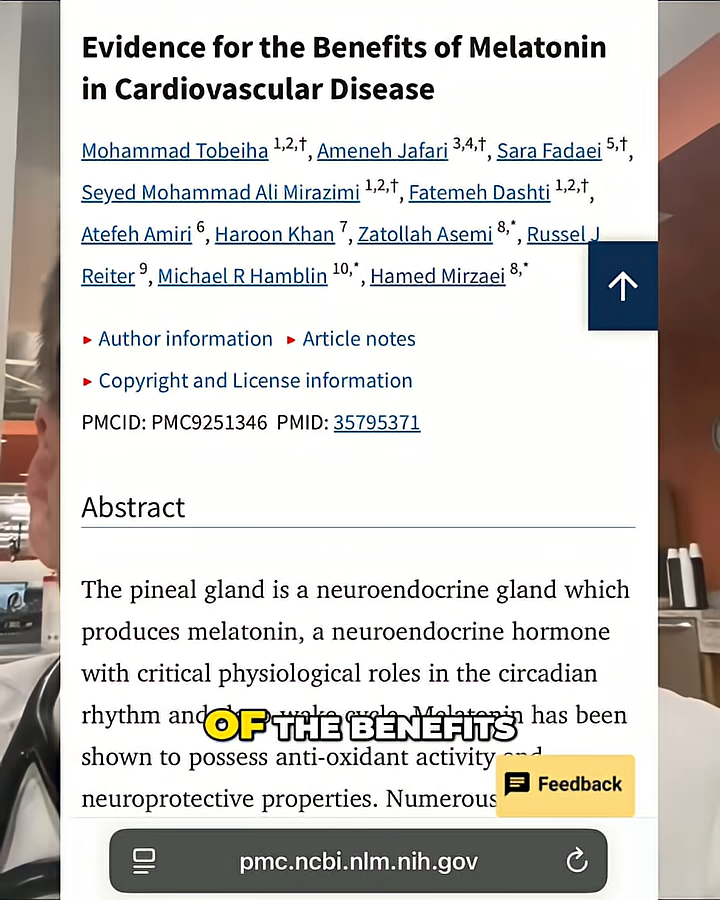 Evidence for the Benefits of Melatonin
in Cardiovascular Disease
Mohammad Tobeiha 1,2,†, Ameneh Jafari 3,4,†, Sara Fadaei 5,†,
Seyed Mohammad Ali Mirazimi 1,2,†, Fatemeh Dashti 1,2,†,
Atefeh Amiri 6, Haroon Khan 7, Zatollah Asemi 8,*, Russel J
Reiter 9, Michael R Hamblin 10,*, Hamed Mirzaei 8,*
▸ Author information ▸ Article notes
▸ Copyright and License information
PMCID: PMC9251346 PMID: 35795371
Abstract
The pineal gland is a neuroendocrine gland which
produces melatonin, a neuroendocrine hormone
with critical physiological roles in the circadian
rhythm and wake cycle. Melatonin has been
OF THE BENEFITS
shown to possess anti-oxidant activity and
neuroprotective properties. Numerous
Feedback
pmc.ncbi.nlm.nih.gov